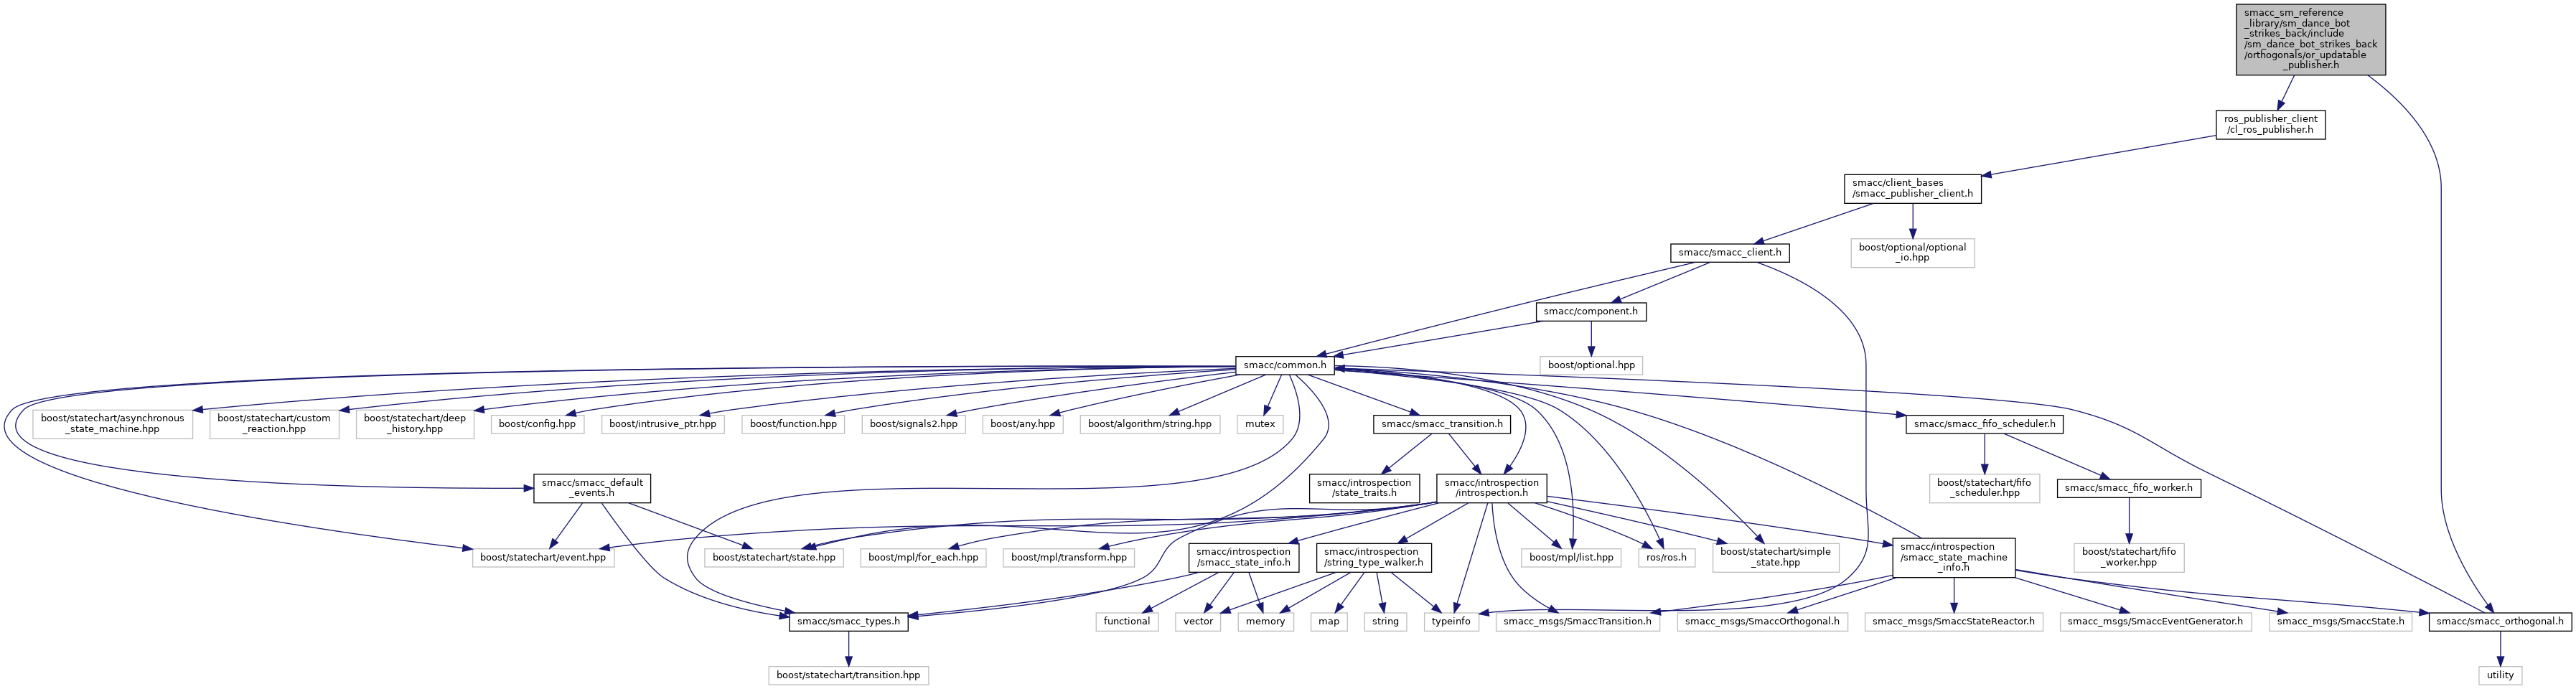 smacc_sm_reference
_library/sm_dance_bot
_strikes_back/include
/sm_dance_bot_strikes_back
/orthogonals/or_updatable
_publisher.h
ros_publisher_client
/cl_ros_publisher.h
smacc/client_bases
/smacc_publisher_client.h
smacc/smacc_client.h
boost/optional/optional
_io.hpp
smacc/component.h
smacc/common.h
boost/optional.hpp
boost/statechart/asynchronous
_state_machine.hpp
boost/statechart/custom
_reaction.hpp
boost/statechart/deep
_history.hpp
boost/config.hpp
boost/intrusive_ptr.hpp
boost/function.hpp
boost/signals2.hpp
boost/any.hpp
boost/algorithm/string.hpp
mutex
smacc/smacc_transition.h
smacc/smacc_fifo_scheduler.h
smacc/smacc_default
_events.h
smacc/introspection
/state_traits.h
smacc/introspection
/introspection.h
boost/statechart/fifo
_scheduler.hpp
smacc/smacc_fifo_worker.h
boost/statechart/event.hpp
boost/statechart/state.hpp
boost/mpl/for_each.hpp
boost/mpl/transform.hpp
smacc/introspection
/smacc_state_info.h
smacc/introspection
/string_type_walker.h
boost/mpl/list.hpp
ros/ros.h
boost/statechart/simple
_state.hpp
smacc/introspection
/smacc_state_machine
_info.h
boost/statechart/fifo
_worker.hpp
smacc/smacc_types.h
functional
vector
memory
map
string
typeinfo
smacc_msgs/SmaccTransition.h
smacc_msgs/SmaccOrthogonal.h
smacc_msgs/SmaccStateReactor.h
smacc_msgs/SmaccEventGenerator.h
smacc_msgs/SmaccState.h
smacc/smacc_orthogonal.h
boost/statechart/transition.hpp
utility